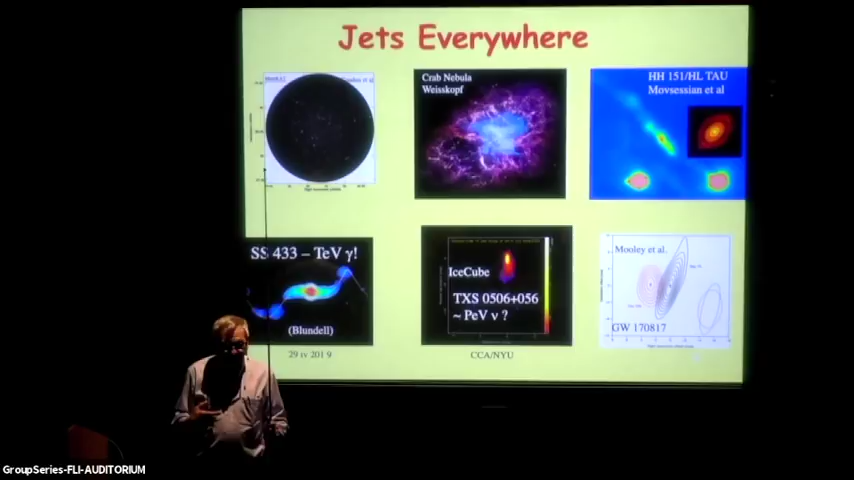 Jets Everywhere
Crab Nebula
Weisskopf
HH 151/HL TAU
Movsessian et al
SS 433 – TeV γ!
(Blundell)
IceCube
TXS 0506+056
~ PeV ν ?
Mooley et al.
GW 170817
29 iv 2019
CCA/NYU
GroupSeries-FLI-AUDITORIUM